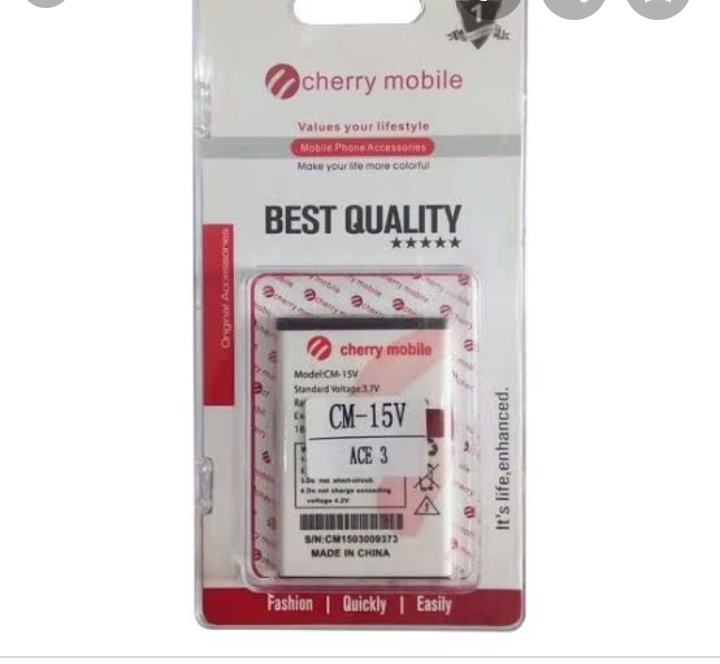 1
cherry mobile
Values your lifestyle
Mobile Phone Accessories
Make your life more colorful
BEST QUALITY
Original Accessories
cherry mobile
Model:CM-15V
Standard Voltage:3.7V
CM-15V
ACE 3
3.Do not short-circuit.
4.Do not charge exceeding
voltage 4.2V
S/N:CM1503009373
MADE IN CHINA
It's life,enhanced.
Fashion | Quickly | Easily